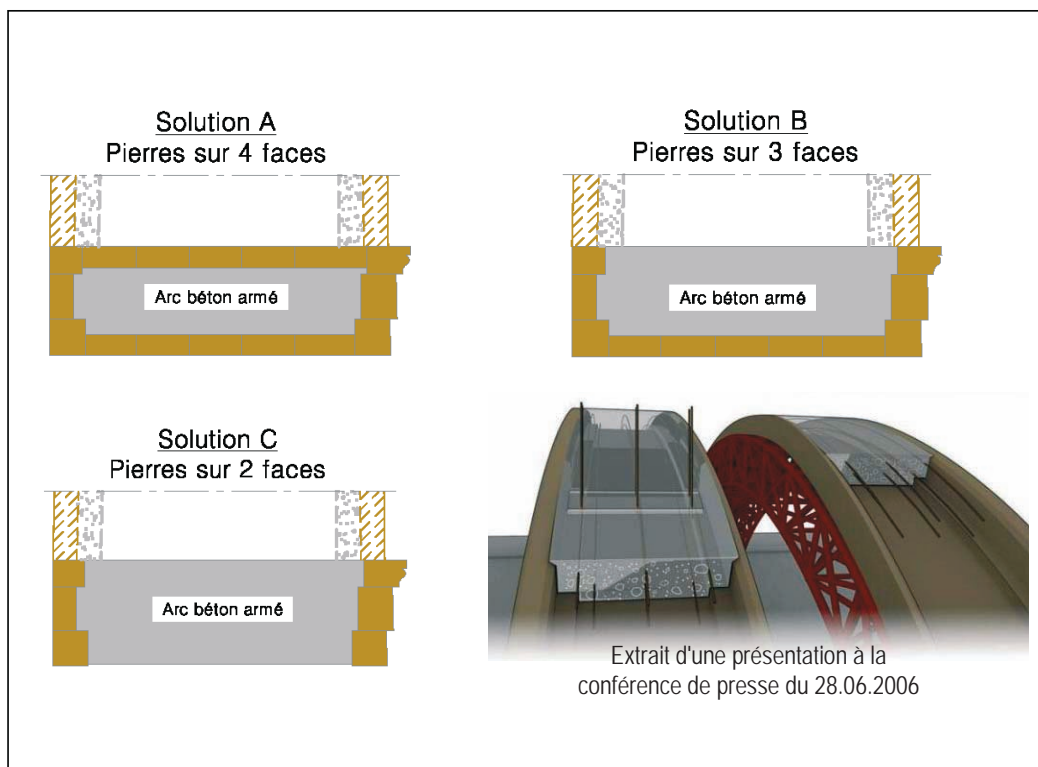 Solution A
Pierres sur 4 faces
Arc béton armé
Solution B
Pierres sur 3 faces
Arc béton armé
Solution C
Pierres sur 2 faces
Arc béton armé
Extrait d'une présentation à la
conférence de presse du 28.06.2006